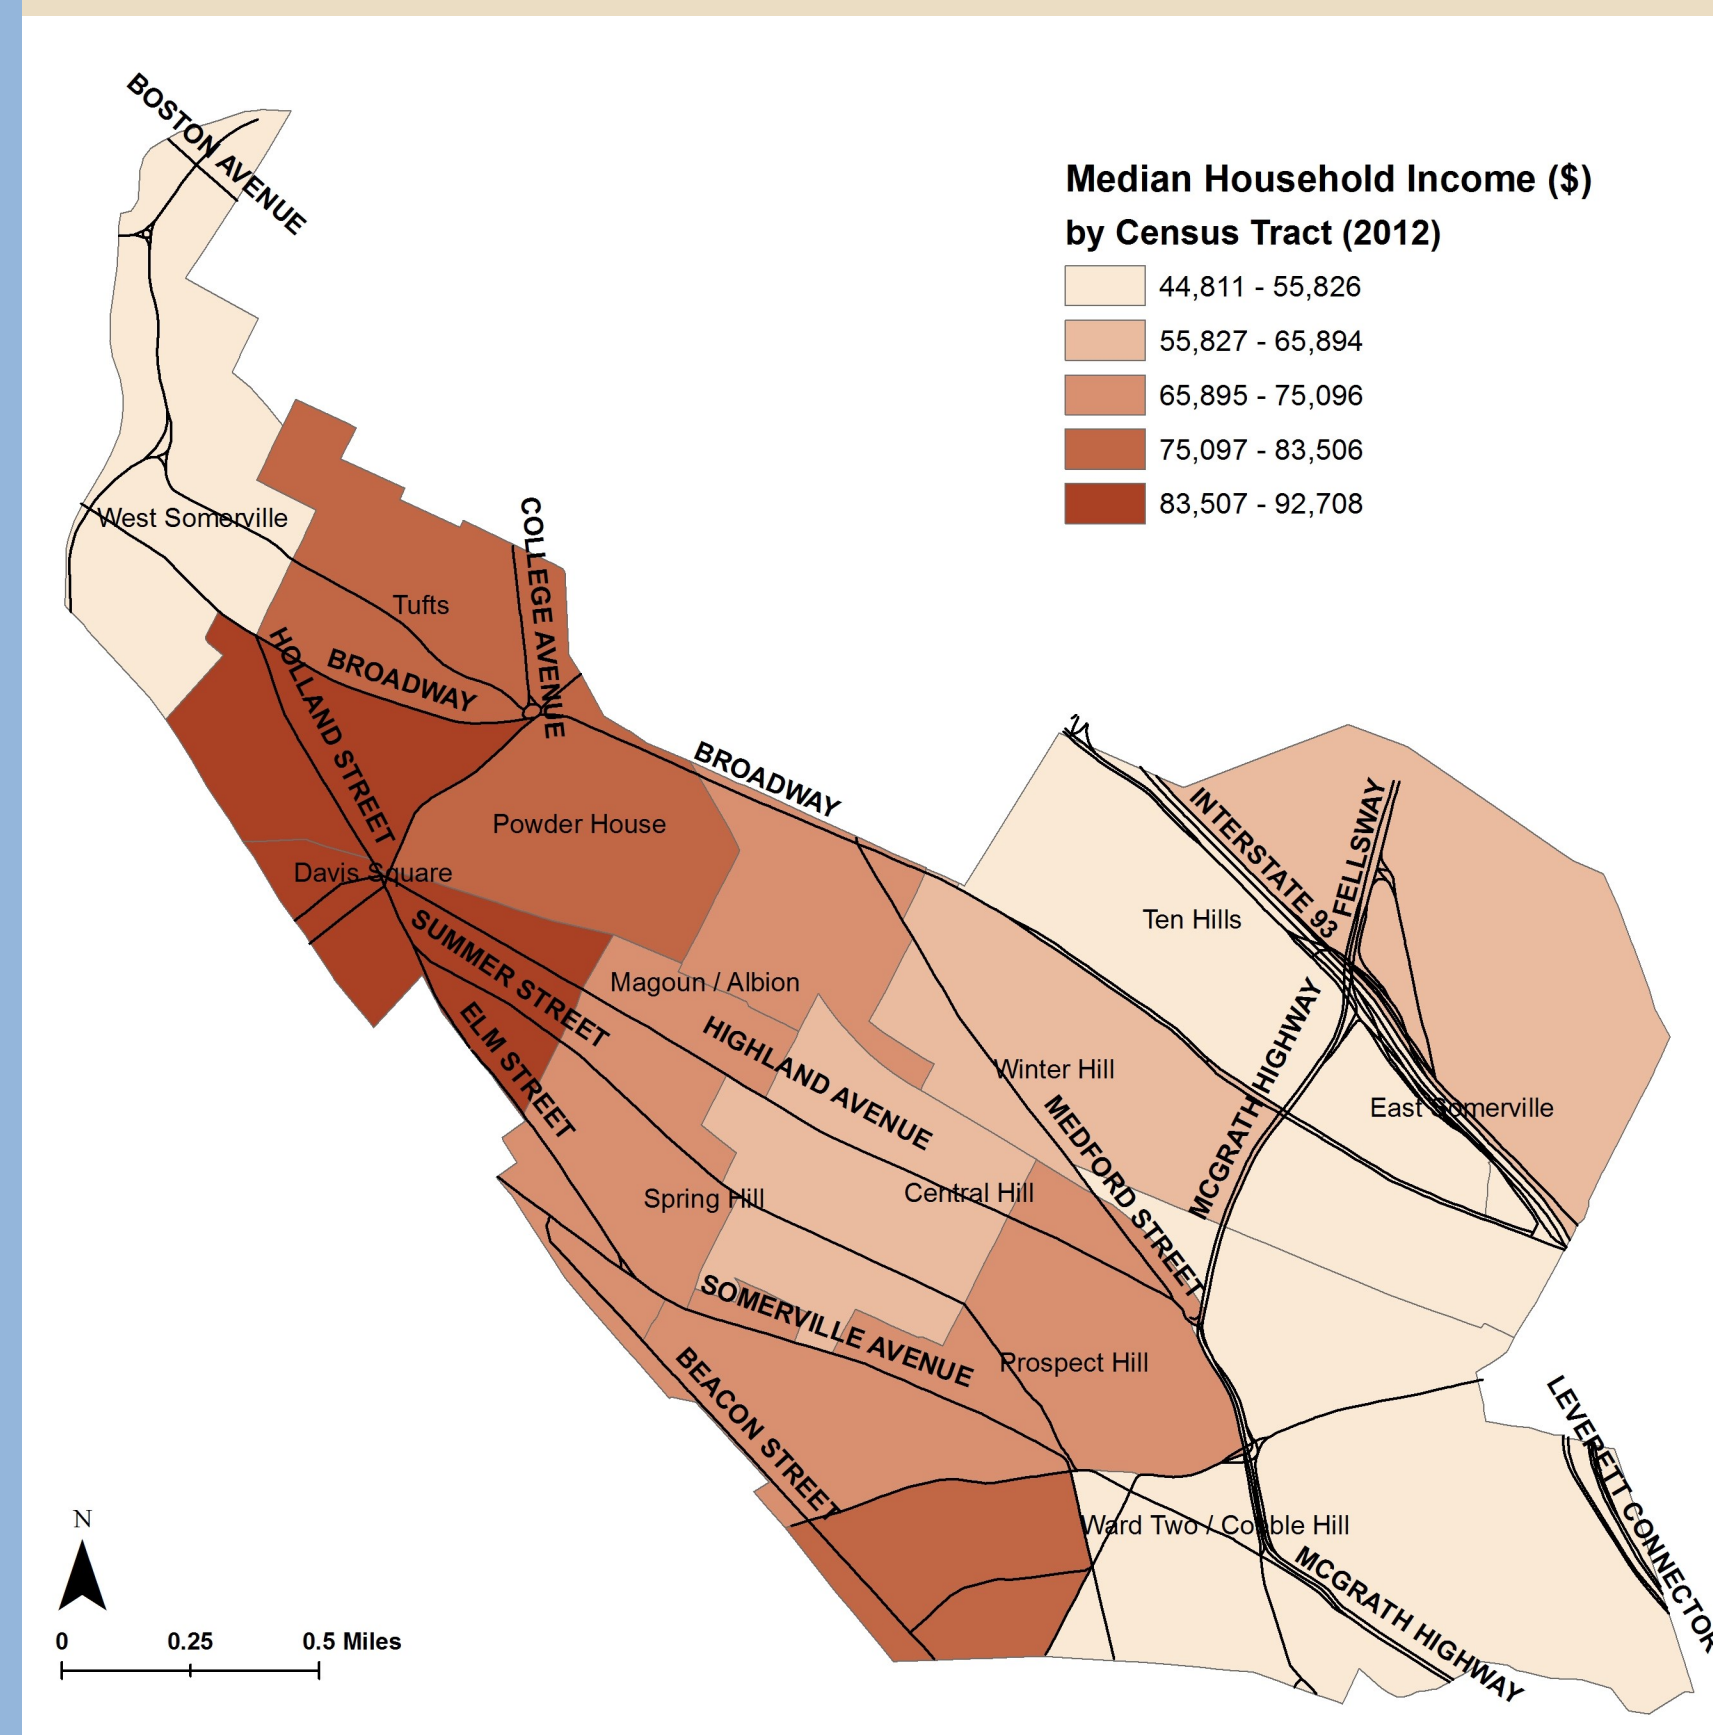 BOSTON AVENUE
Median Household Income ($)
by Census Tract (2012)
44,811 - 55,826
55,827 - 65,894
65,895 - 75,096
75,097 - 83,506
83,507 - 92,708
West Somerville
COLLEGE AVENUE
Tufts
HOLLAND STREET
BROADWAY
BROADWAY
Powder House
INTERSTATE 93
FELLSWAY
Davis Square
Ten Hills
SUMMER STREET
Magoun / Albion
ELM STREET
HIGHLAND AVENUE
Winter Hill
MCGRATH HIGHWAY
East Somerville
MEDFORD STREET
Spring Hill
Central Hill
SOMERVILLE AVENUE
Prospect Hill
BEACON STREET
LEVERETT CONNECTOR
Ward Two / Cobble Hill
MCGRATH HIGHWAY
N
0 0.25 0.5 Miles